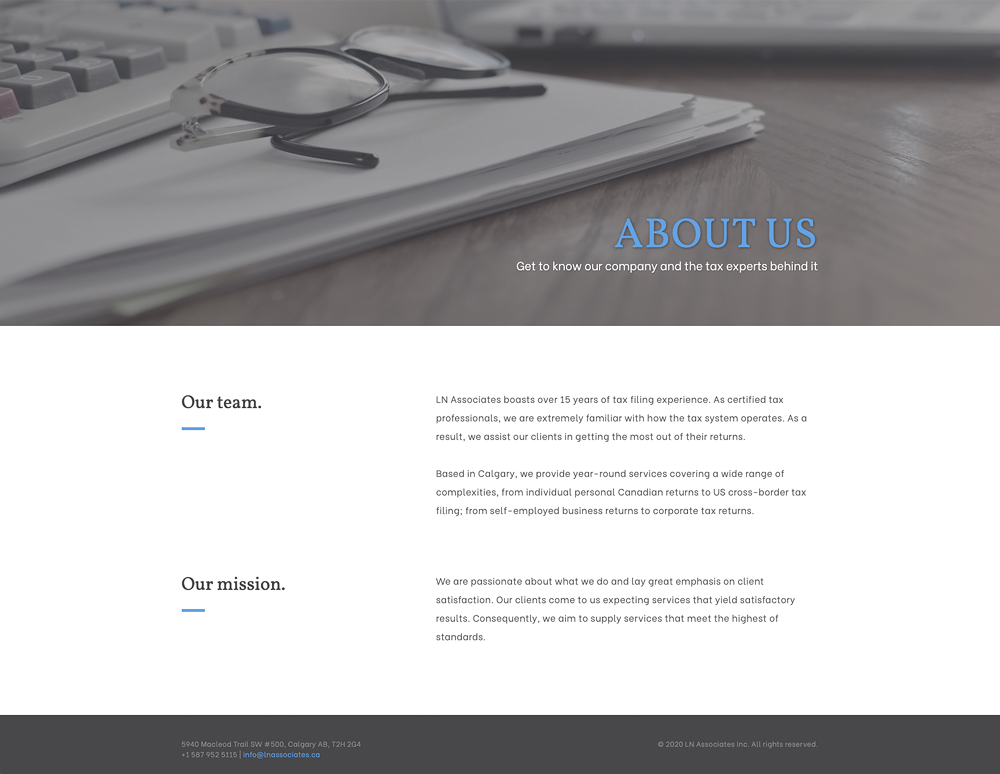 ABOUT US
Get to know our company and the tax experts behind it
Our team.
LN Associates boasts over 15 years of tax filing experience. As certified tax
professionals, we are extremely familiar with how the tax system operates. As a
result, we assist our clients in getting the most out of their returns.
Based in Calgary, we provide year-round services covering a wide range of
complexities, from individual personal Canadian returns to US cross-border tax
filing; from self-employed business returns to corporate tax returns.
Our mission.
We are passionate about what we do and lay great emphasis on client
satisfaction. Our clients come to us expecting services that yield satisfactory
results. Consequently, we aim to supply services that meet the highest of
standards.
5940 Macleod Trail SW #500, Calgary AB, T2H 2G4
+1 587 952 5115 | info@lnassociates.ca
© 2020 LN Associates Inc. All rights reserved.